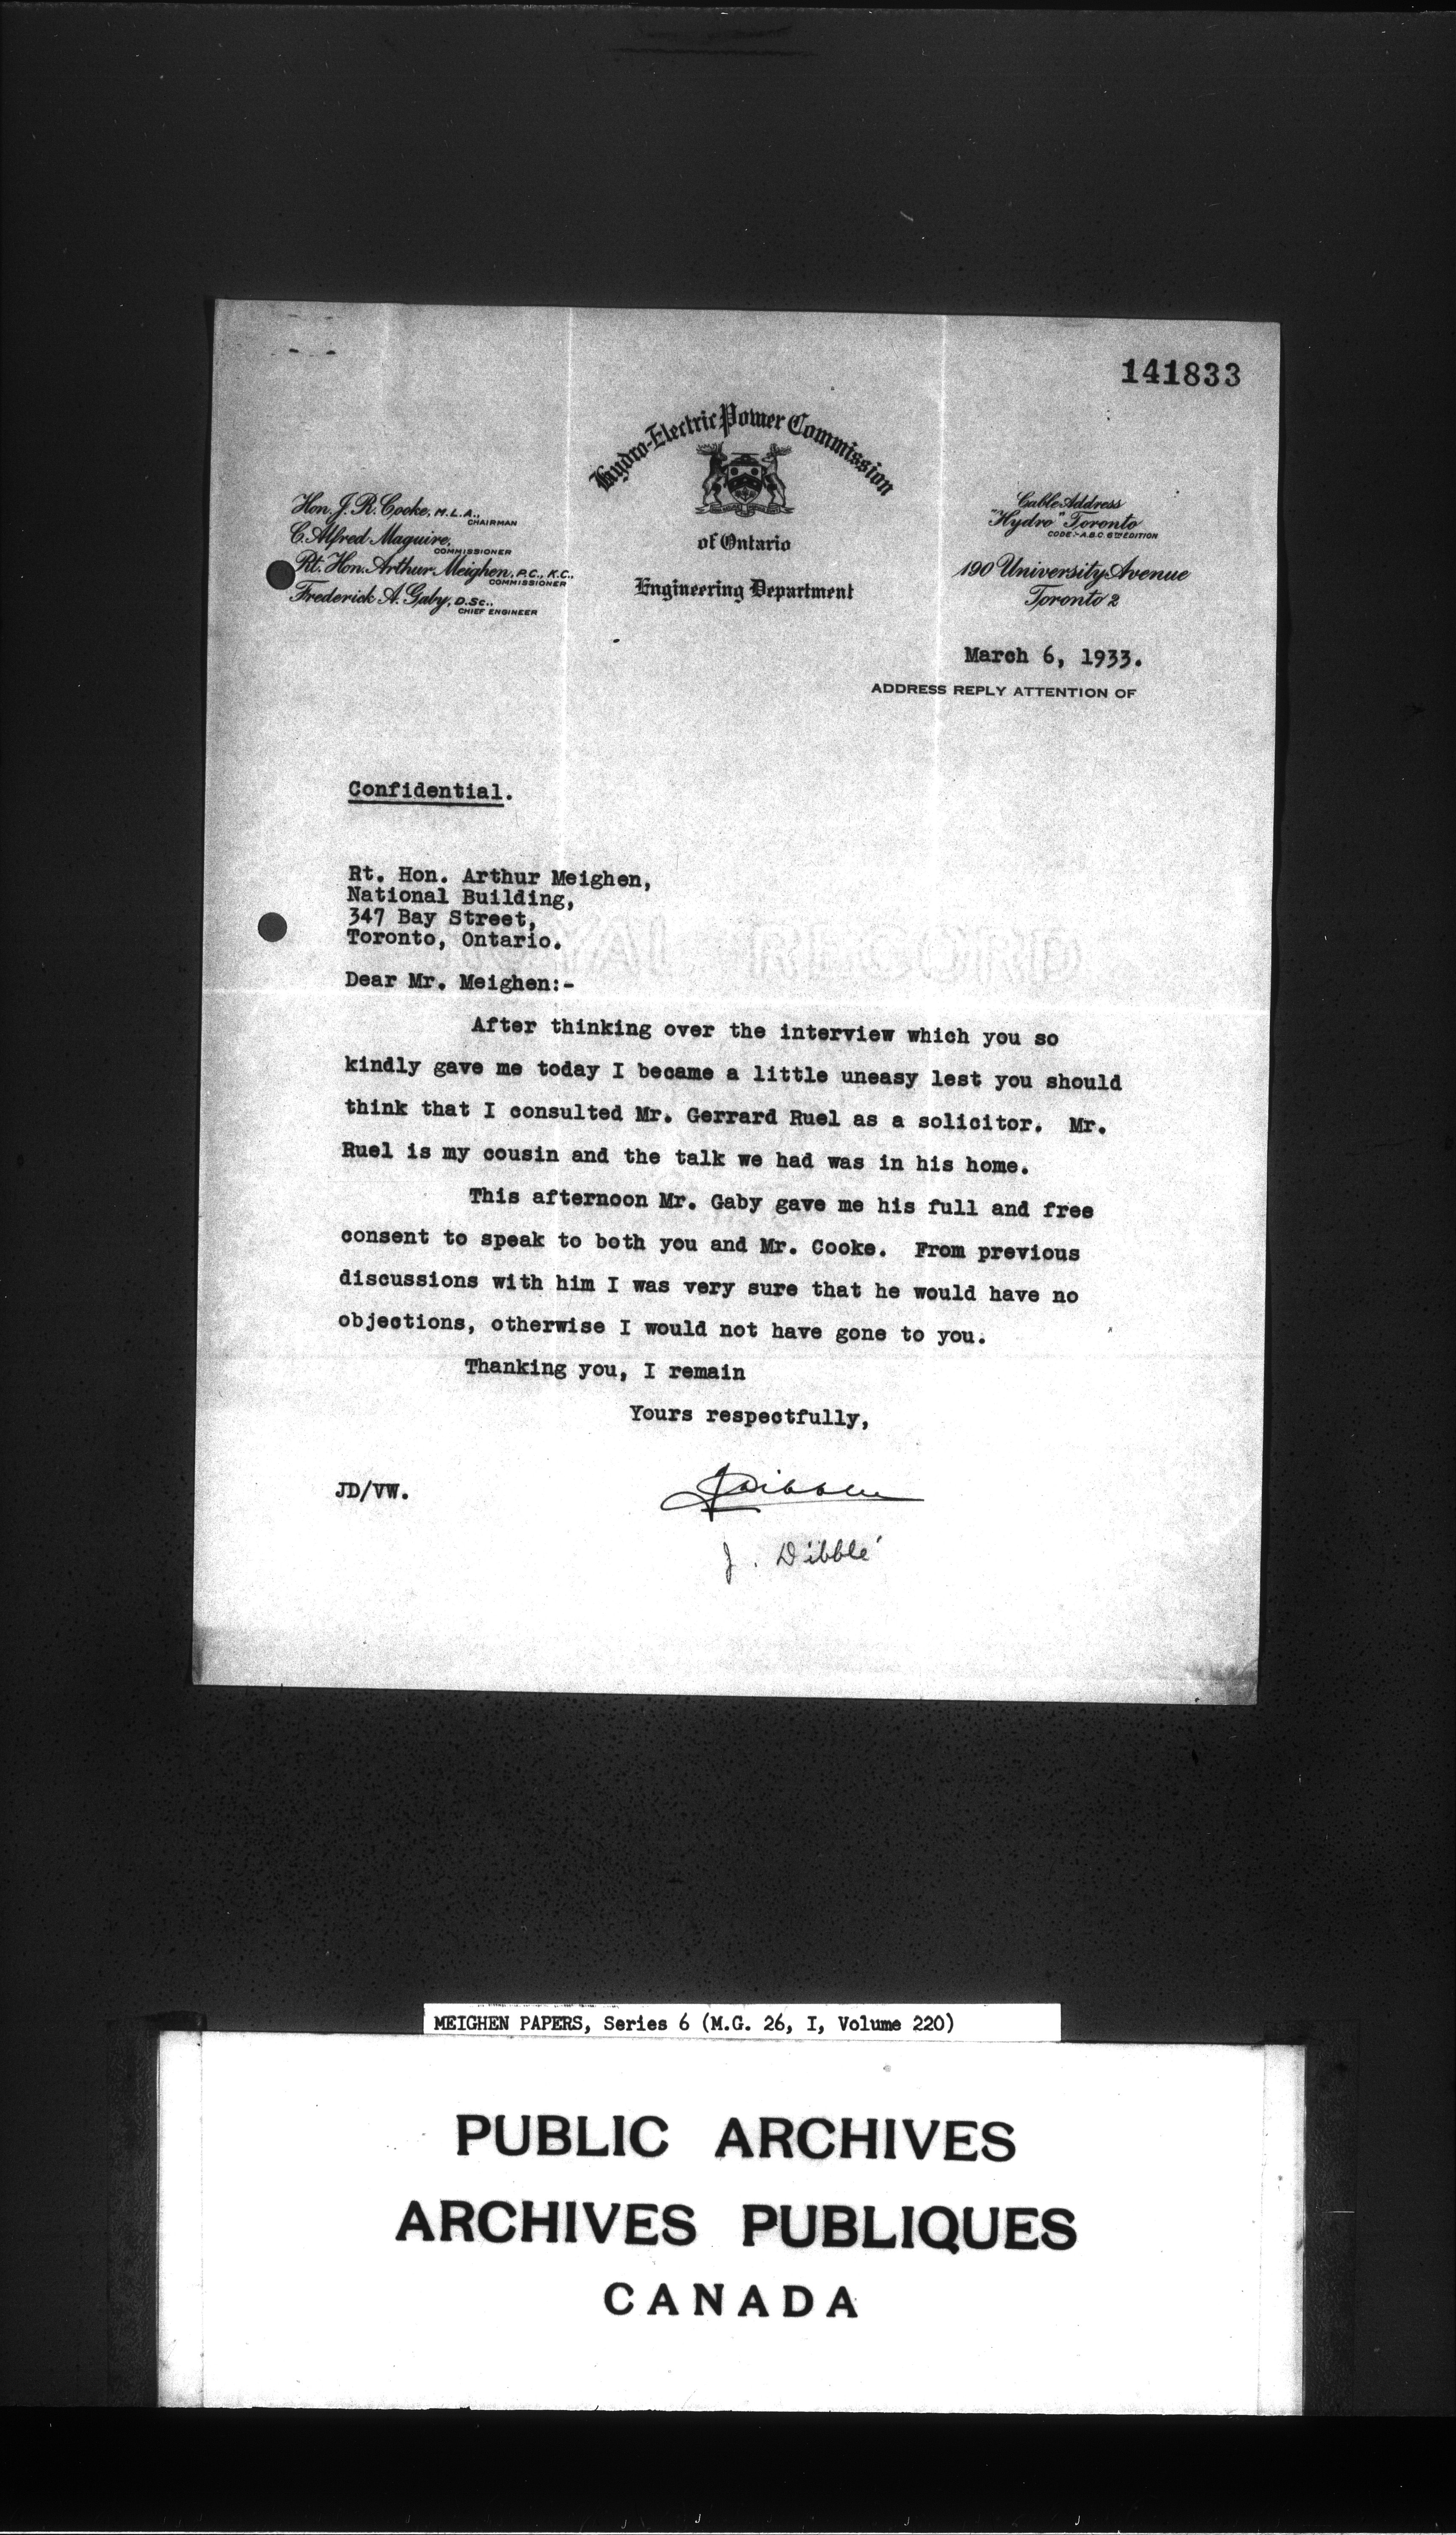 141833
Hydro-Electric Power Commission
of Ontario
Engineering Department
Hon. J. R. Cooke, M.L.A.,
CHAIRMAN
C. Alfred Maguire,
COMMISSIONER
Rt. Hon. Arthur Meighen, P.C., K.C.,
COMMISSIONER
Frederick A. Gaby, D.Sc.,
CHIEF ENGINEER
Cable Address
"Hydro" Toronto
CODE:- A.B.C. 6TH EDITION
190 University Avenue
Toronto 2
March 6, 1933.
ADDRESS REPLY ATTENTION OF
Confidential.
Rt. Hon. Arthur Meighen,
National Building,
347 Bay Street,
Toronto, Ontario.
RECORD
Dear Mr. Meighen:-
After thinking over the interview which you so
kindly gave me today I became a little uneasy lest you should
think that I consulted Mr. Gerrard Ruel as a solicitor. Mr.
Ruel is my cousin and the talk we had was in his home.
This afternoon Mr. Gaby gave me his full and free
consent to speak to both you and Mr. Cooke. From previous
discussions with him I was very sure that he would have no
objections, otherwise I would not have gone to you.
Thanking you, I remain
Yours respectfully,
JD/VW.
J. Dibblé
MEIGHEN PAPERS, Series 6 (M.G. 26, I, Volume 220)
PUBLIC ARCHIVES
ARCHIVES PUBLIQUES
CANADA